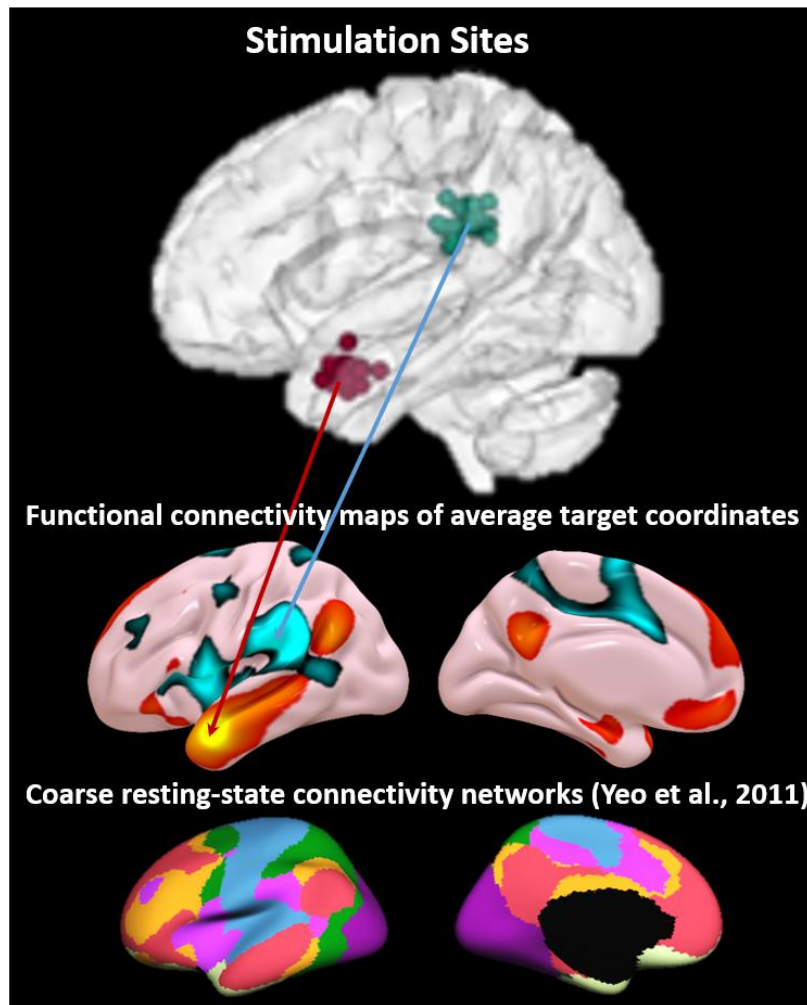 Stimulation Sites
Functional connectivity maps of average target coordinates
Coarse resting-state connectivity networks (Yeo et al., 2011)